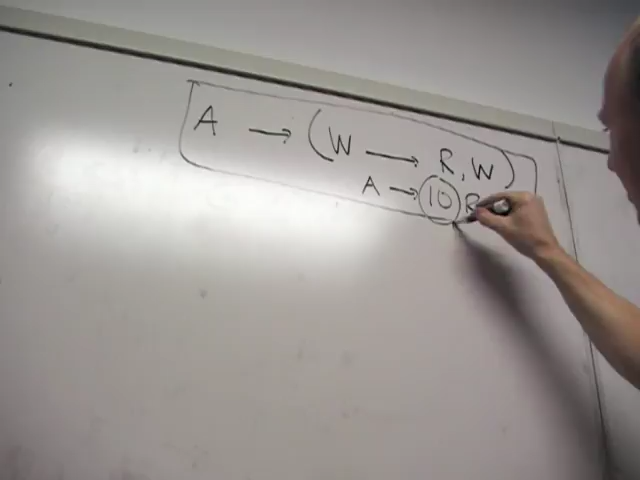 A → (W → R, W)
A → 10 R